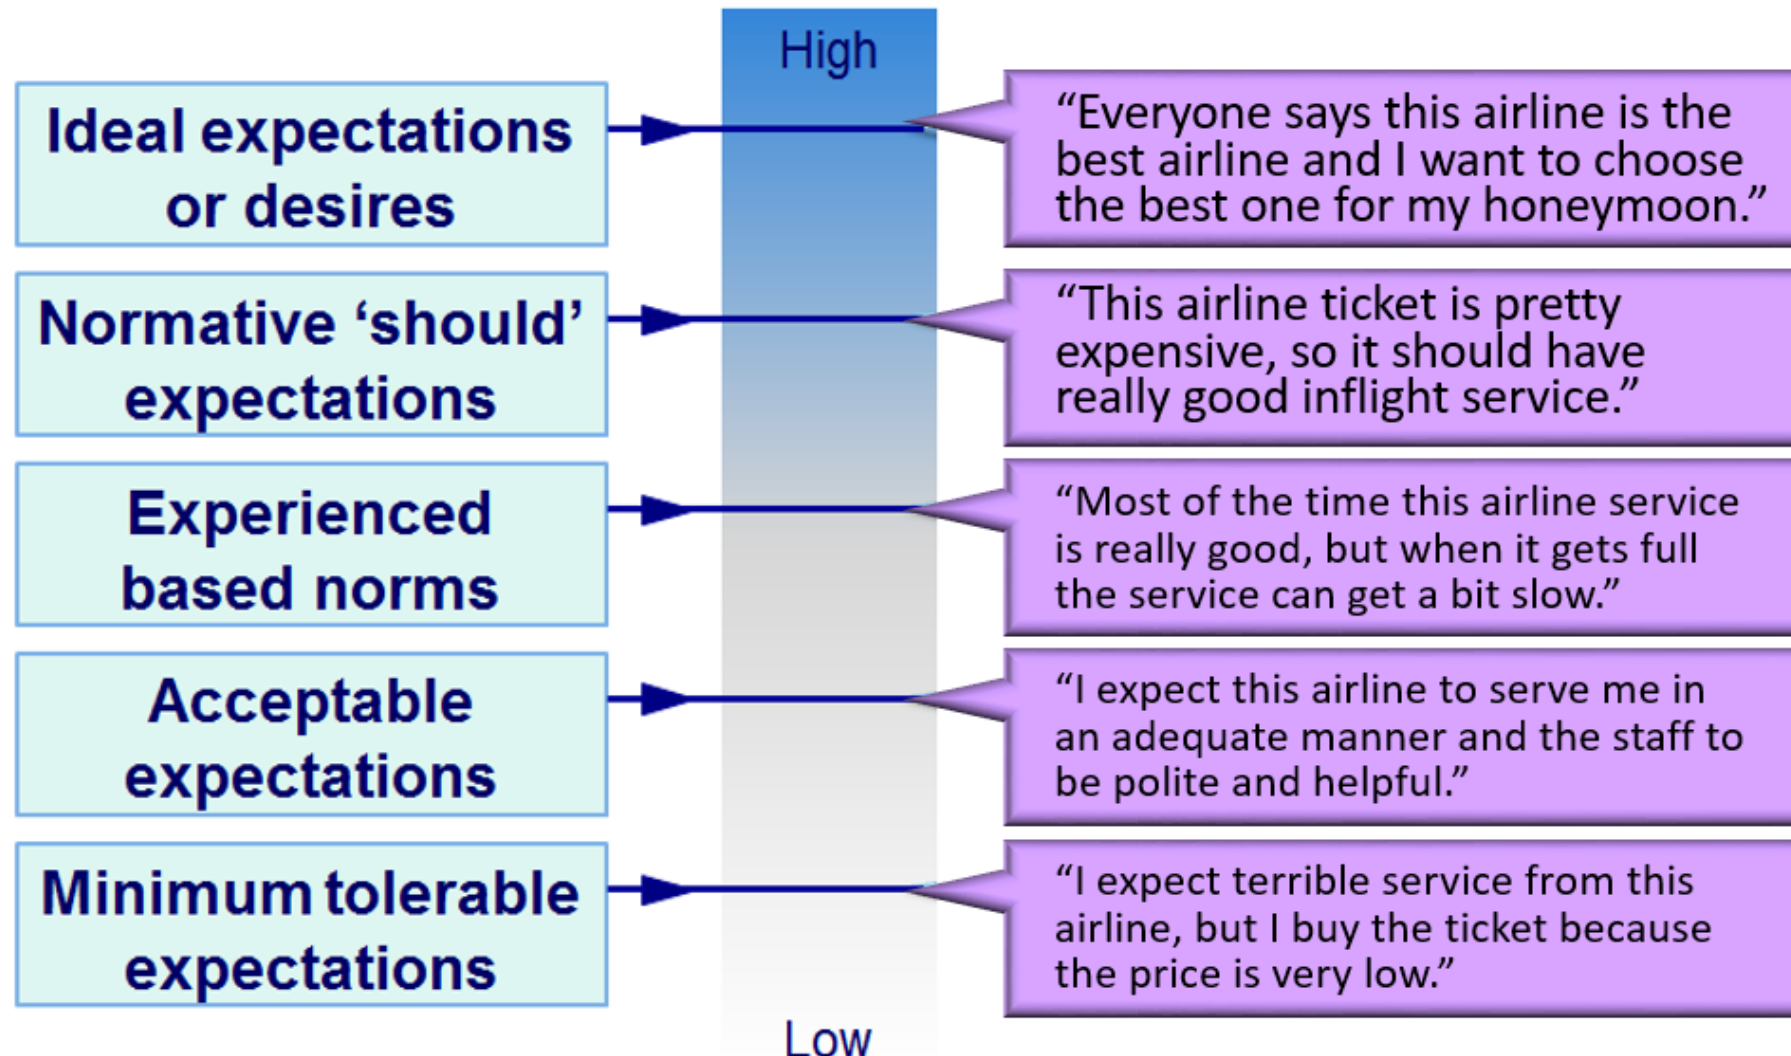 High
Ideal expectations
or desires
“Everyone says this airline is the
best airline and I want to choose
the best one for my honeymoon.”
Normative ‘should’
expectations
“This airline ticket is pretty
expensive, so it should have
really good inflight service.”
Experienced
based norms
“Most of the time this airline service
is really good, but when it gets full
the service can get a bit slow.”
Acceptable
expectations
“I expect this airline to serve me in
an adequate manner and the staff to
be polite and helpful.”
Minimum tolerable
expectations
“I expect terrible service from this
airline, but I buy the ticket because
the price is very low.”
Low